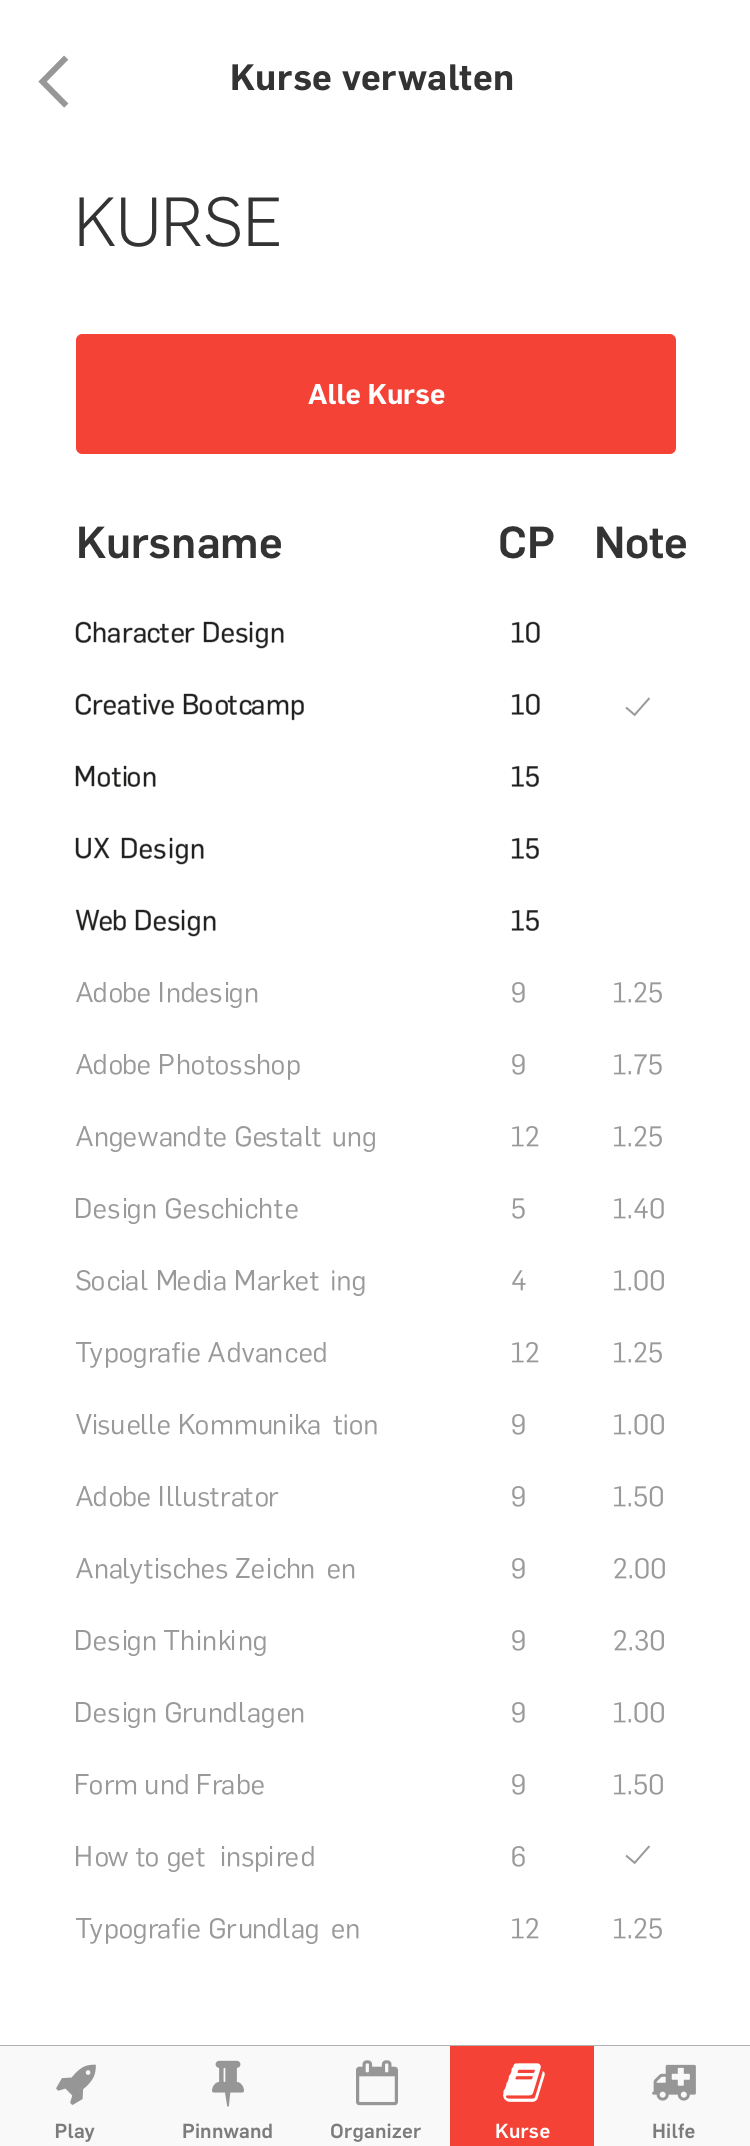 Kurse verwalten
KURSE
Alle Kurse
Kursname CP Note
Character Design 10
Creative Bootcamp 10 ✓
Motion 15
UX Design 15
Web Design 15
Adobe Indesign 9 1.25
Adobe Photosshop 9 1.75
Angewandte Gestalt ung 12 1.25
Design Geschichte 5 1.40
Social Media Market ing 4 1.00
Typografie Advanced 12 1.25
Visuelle Kommunika tion 9 1.00
Adobe Illustrator 9 1.50
Analytisches Zeichn en 9 2.00
Design Thinking 9 2.30
Design Grundlagen 9 1.00
Form und Frabe 9 1.50
How to get inspired 6 ✓
Typografie Grundlag en 12 1.25
Play Pinnwand Organizer Kurse Hilfe